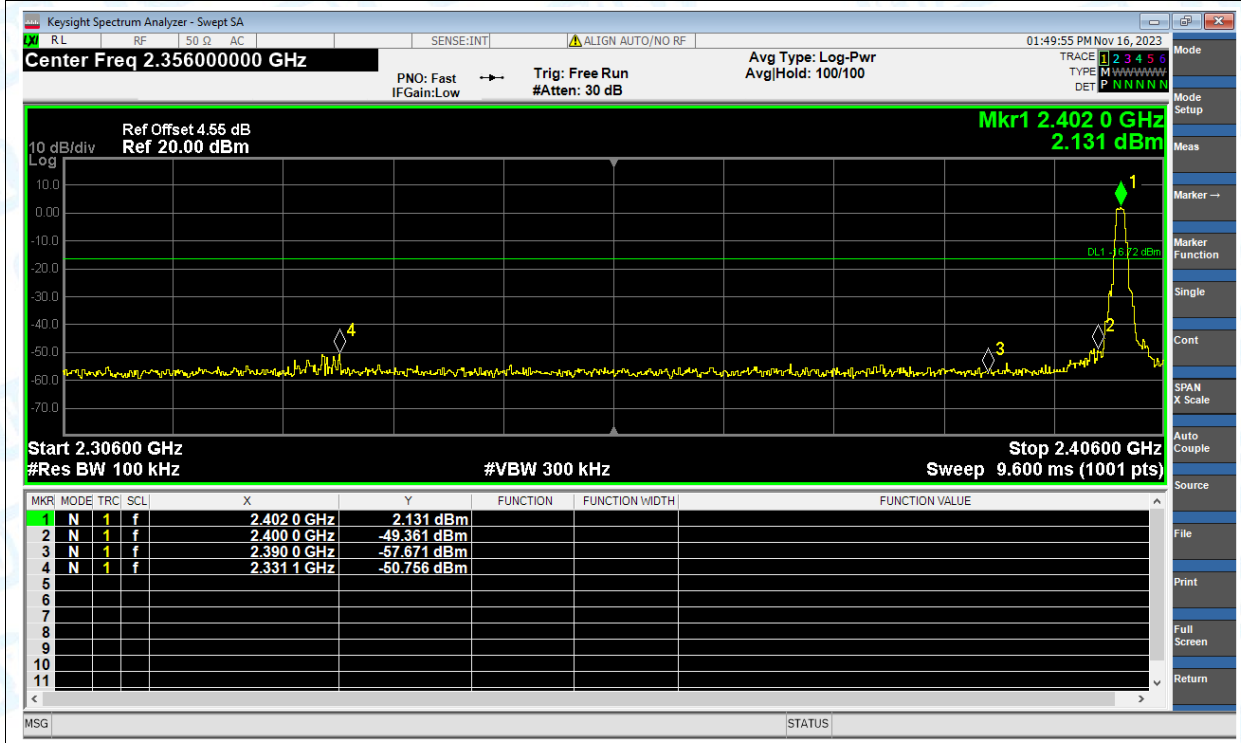 Keysight Spectrum Analyzer - Swept SA
LXI RL RF 50 Ω AC SENSE:INT ALIGN AUTO/NO RF 01:49:55 PM Nov 16, 2023
Center Freq 2.356000000 GHz
PNO: Fast
IFGain:Low
Trig: Free Run
#Atten: 30 dB
Avg Type: Log-Pwr
Avg|Hold: 100/100
TRACE 1 2 3 4 5 6
TYPE M WWWWW
DET P N N N N N
Ref Offset 4.55 dB
10 dB/div Ref 20.00 dBm
Log
Mkr1 2.402 0 GHz
2.131 dBm
10.0
0.00
-10.0
-20.0
-30.0
-40.0
-50.0
-60.0
-70.0
1
DL1 -16.72 dBm
2
3
4
Start 2.30600 GHz Stop 2.40600 GHz
#Res BW 100 kHz #VBW 300 kHz Sweep 9.600 ms (1001 pts)
MKR MODE TRC SCL X Y FUNCTION FUNCTION WIDTH FUNCTION VALUE
1 N 1 f 2.402 0 GHz 2.131 dBm
2 N 1 f 2.400 0 GHz -49.361 dBm
3 N 1 f 2.390 0 GHz -57.671 dBm
4 N 1 f 2.331 1 GHz -50.756 dBm
5
6
7
8
9
10
11
MSG STATUS
Mode
Mode
Setup
Meas
Marker →
Marker
Function
Single
Cont
SPAN
X Scale
Auto
Couple
Source
File
Print
Full
Screen
Return